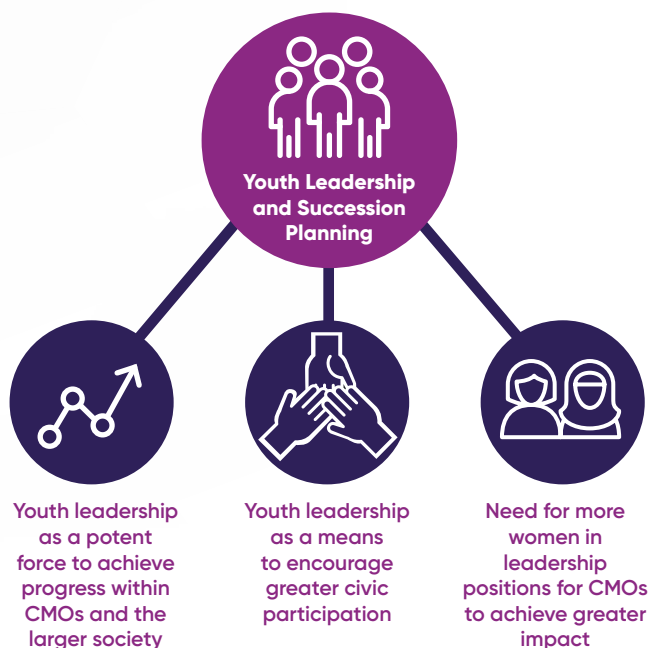 Youth Leadership
and Succession
Planning
Youth leadership
as a potent
force to achieve
progress within
CMOs and the
larger society
Youth leadership
as a means
to encourage
greater civic
participation
Need for more
women in
leadership
positions for CMOs
to achieve greater
impact